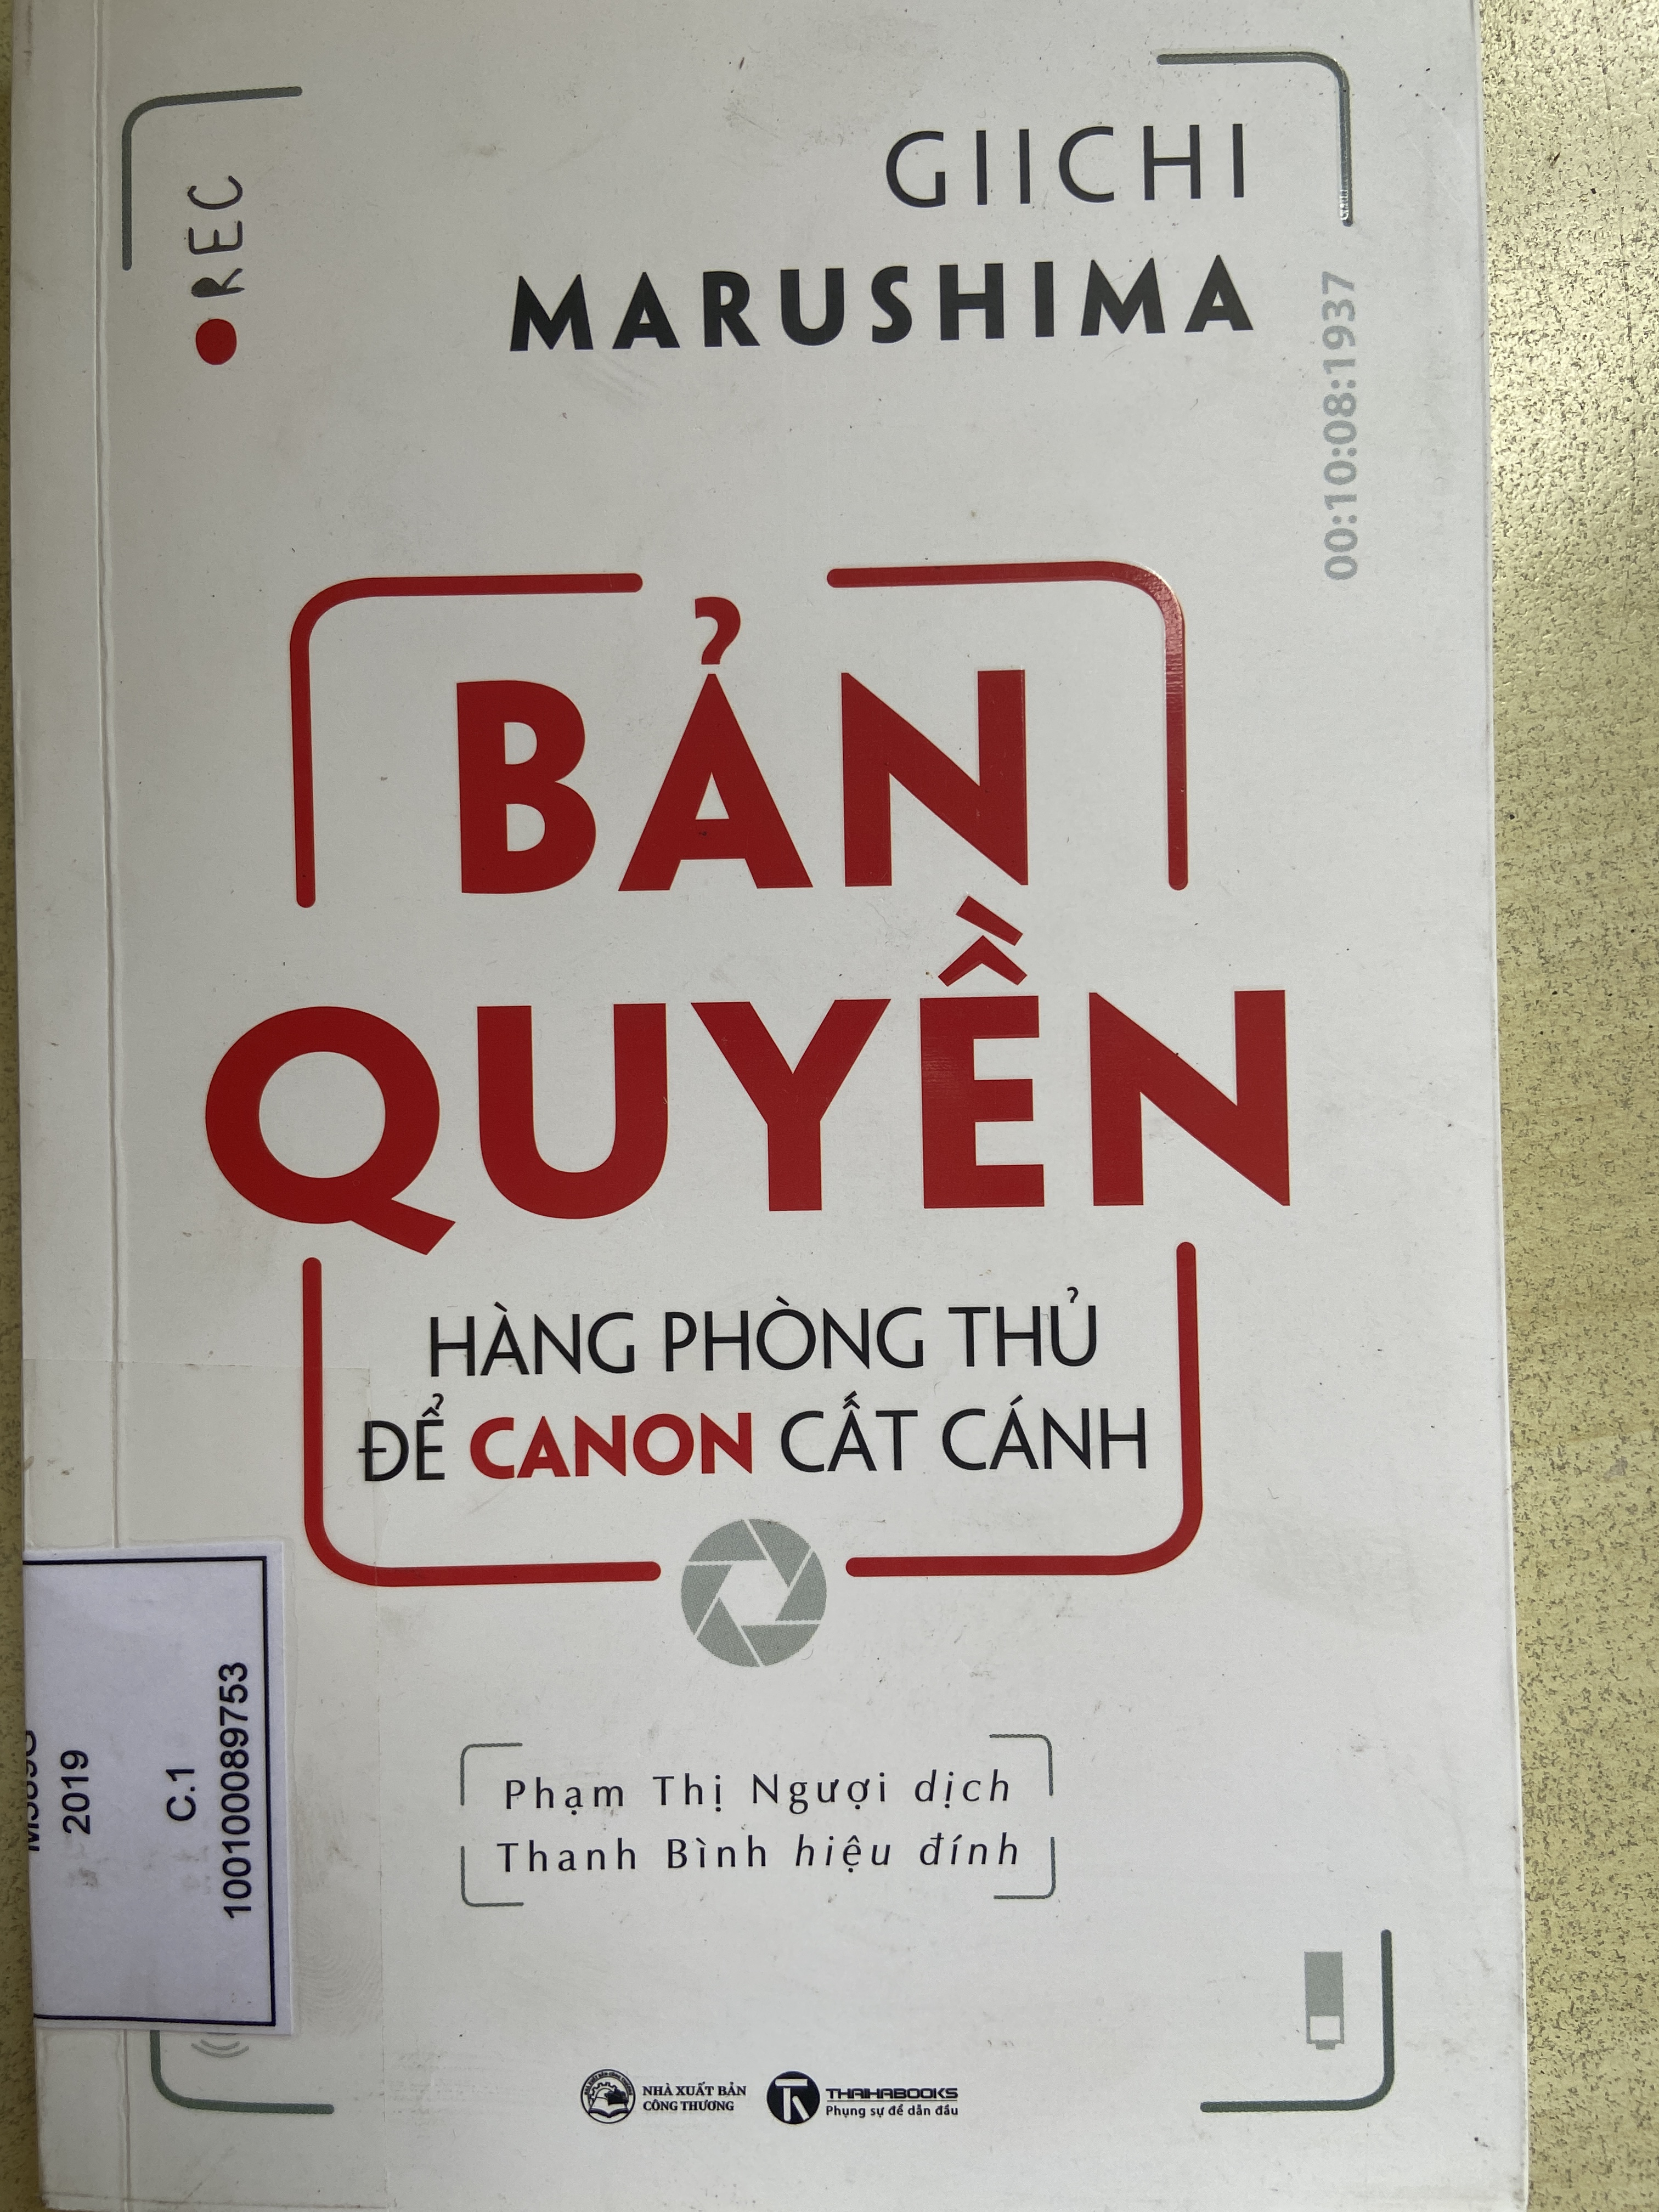 REC
GIICHI
MARUSHIMA
00:10:08:1937
BẢN
QUYỀN
HÀNG PHÒNG THỦ
ĐỂ CANON CẤT CÁNH
Phạm Thị Ngượi dịch
Thanh Bình hiệu đính
2019
C.1
100100089753
NHÀ XUẤT BẢN
CÔNG THƯƠNG
THAIHABOOKS
Phụng sự để dẫn đầu